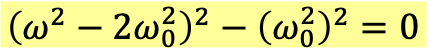 (ω² − 2ω₀²)² − (ω₀²)² = 0